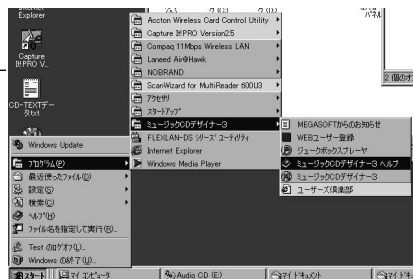 Internet
Explorer
Capture
It!PRO V...
CD-TEXTデー
タ.txt
Accton Wireless Card Control Utility
Capture It!PRO Version2.5
Compaq 11Mbps Wireless LAN
Laneed Air@Hawk
NOBRAND
ScanWizard for MultiReader 600U3
アクセサリ
スタートアップ
ミュージックCDデザイナー3
FLEXLAN-DS シリーズ ユーティリティ
Internet Explorer
Windows Media Player
MEGASOFTからのお知らせ
WEBユーザー登録
ジュークボックスプレーヤ
ミュージックCDデザイナー3 ヘルプ
ミュージックCDデザイナー3
ユーザーズ倶楽部
Windows Update
プログラム(P)
最近使ったファイル(D)
設定(S)
検索(C)
ヘルプ(H)
ファイル名を指定して実行(R)...
Test のログオフ(L)...
Windows の終了(U)...
パネル
2 個のオ
スタート
マイ コンピュータ
Audio CD (E)
マイ ドキュメント
マイ ドキュ